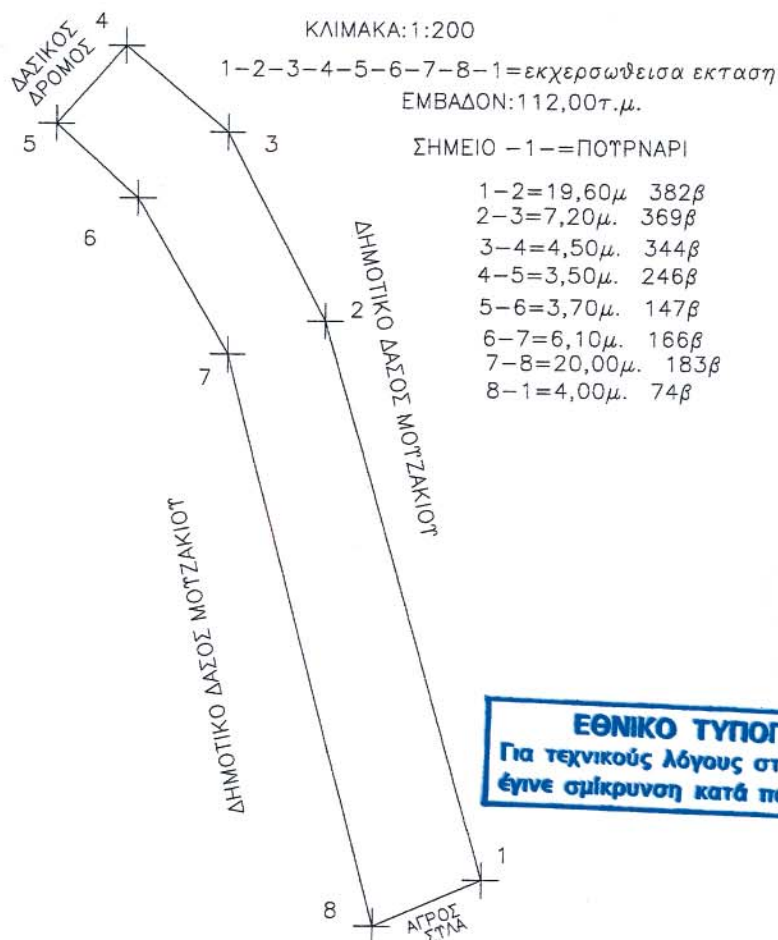 ΚΛΙΜΑΚΑ:1:200
1-2-3-4-5-6-7-8-1=εκχερσωθεισα εκταση
ΕΜΒΑΔΟΝ:112,00τ.μ.
ΣΗΜΕΙΟ -1-=ΠΟΥΡΝΑΡΙ
1-2=19,60μ 382β
2-3=7,20μ. 369β
3-4=4,50μ. 344β
4-5=3,50μ. 246β
5-6=3,70μ. 147β
6-7=6,10μ. 166β
7-8=20,00μ. 183β
8-1=4,00μ. 74β
ΔΑΣΙΚΟΣ
ΔΡΟΜΟΣ
4
5
3
6
2
7
ΔΗΜΟΤΙΚΟ ΔΑΣΟΣ ΜΟΥΖΑΚΙΟΥ
ΔΗΜΟΤΙΚΟ ΔΑΣΟΣ ΜΟΥΖΑΚΙΟΥ
ΕΘΝΙΚΟ ΤΥΠΟΓ
Για τεχνικούς λόγους στ
έγινε σμίκρυνση κατά πο
1
8
ΑΓΡΟΣ
ΣΤΛΑ